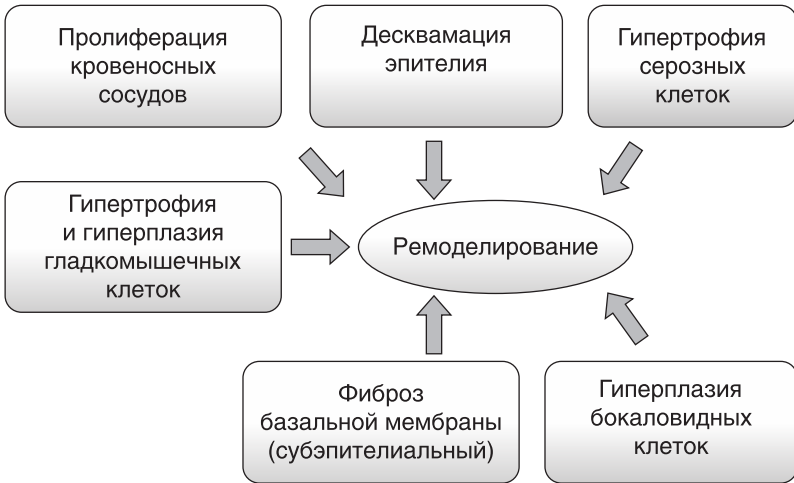 Пролиферация
кровеносных
сосудов
Десквамация
эпителия
Гипертрофия
серозных
клеток
Гипертрофия
и гиперплазия
гладкомышечных
клеток
Ремоделирование
Фиброз
базальной мембраны
(субэпителиальный)
Гиперплазия
бокаловидных
клеток